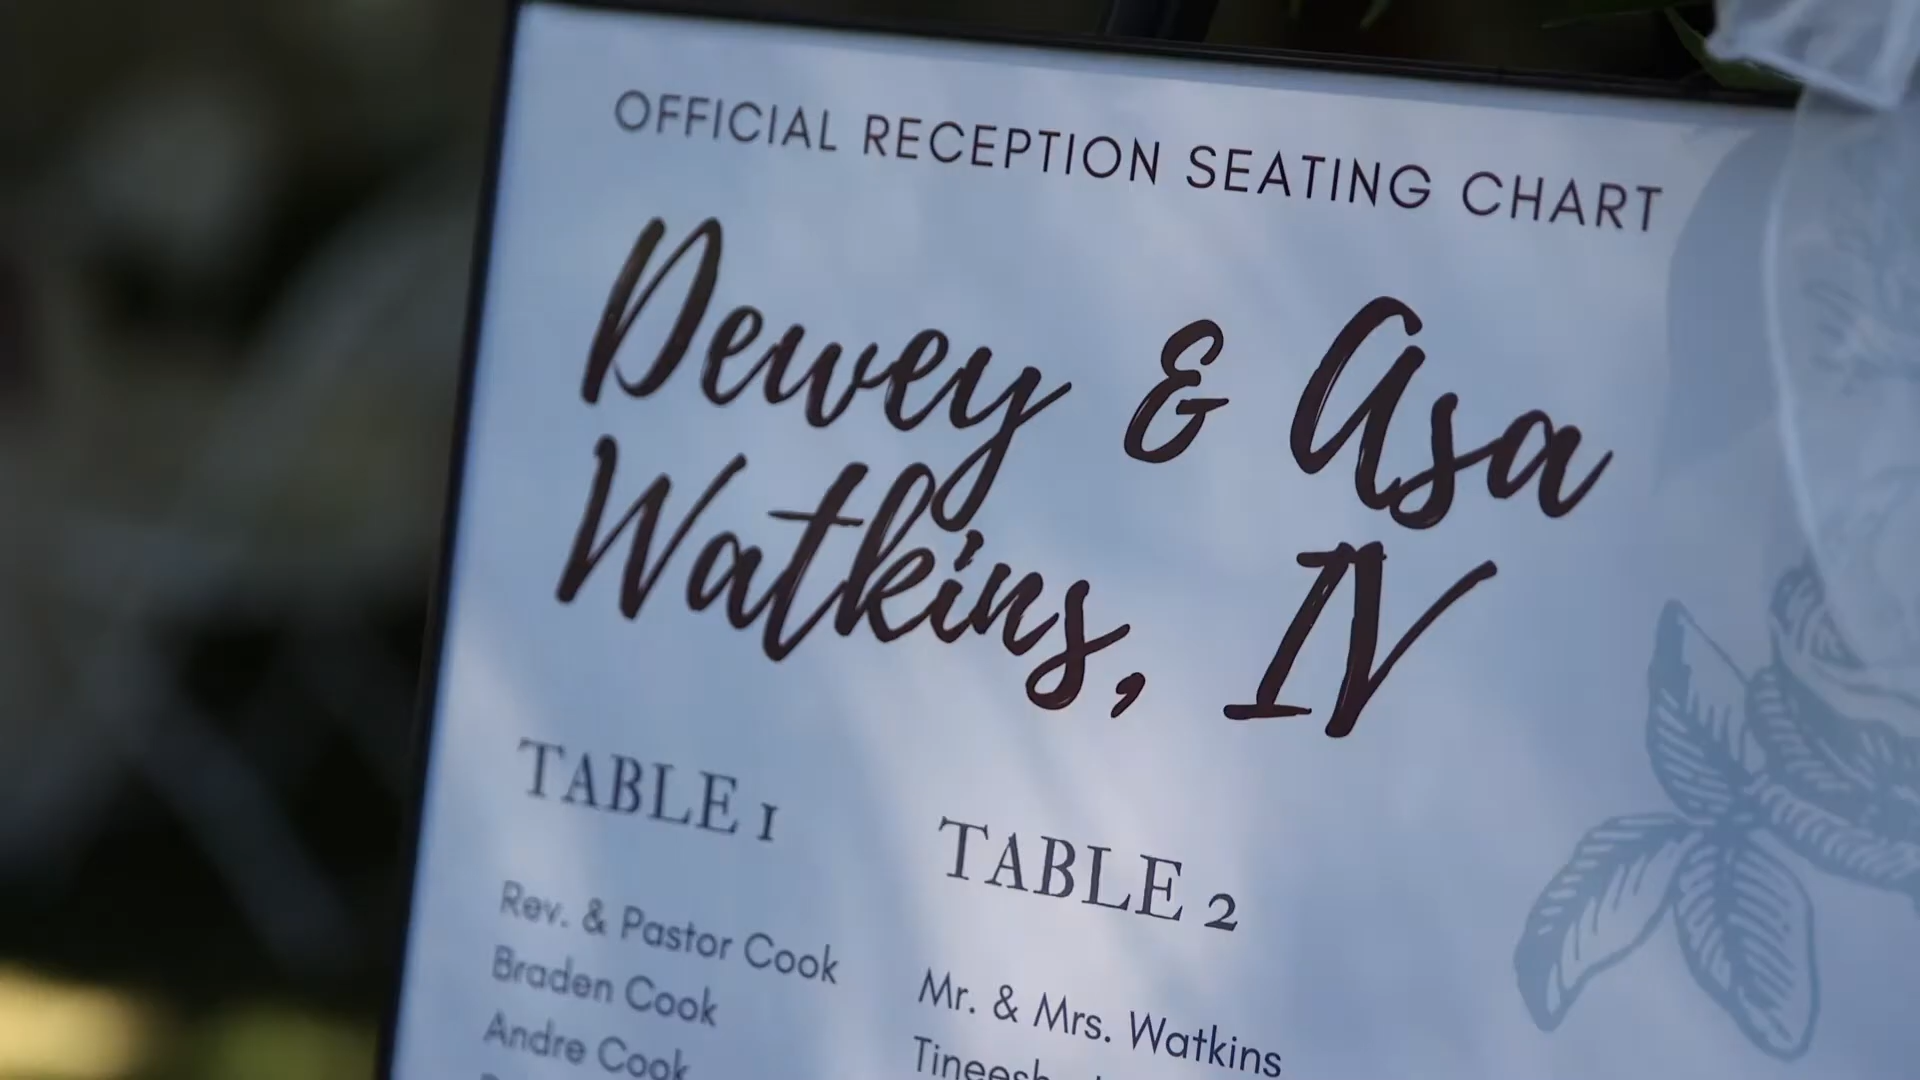 OFFICIAL RECEPTION SEATING CHART
Dewey & Asa
Watkins, IV
TABLE 1
Rev. & Pastor Cook
Braden Cook
Andre Cook
TABLE 2
Mr. & Mrs. Watkins